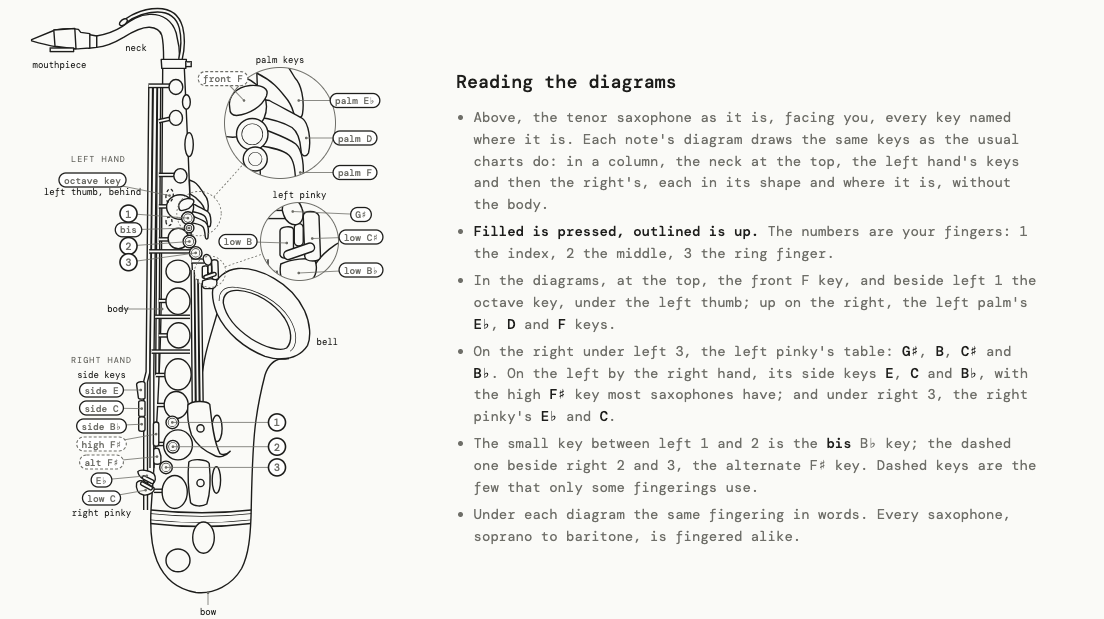 mouthpiece
neck
palm keys
front F
palm E♭
palm D
palm F
LEFT HAND
octave key
left thumb, behind
1
bis
2
3
left pinky
G♯
low B
low C♯
low B♭
body
bell
RIGHT HAND
side keys
side E
side C
side B♭
high F♯
alt F♯
E♭
low C
right pinky
1
2
3
bow
Reading the diagrams
• Above, the tenor saxophone as it is, facing you, every key named
where it is. Each note's diagram draws the same keys as the usual
charts do: in a column, the neck at the top, the left hand's keys
and then the right's, each in its shape and where it is, without
the body.
• Filled is pressed, outlined is up. The numbers are your fingers: 1
the index, 2 the middle, 3 the ring finger.
• In the diagrams, at the top, the front F key, and beside left 1 the
octave key, under the left thumb; up on the right, the left palm's
E♭, D and F keys.
• On the right under left 3, the left pinky's table: G♯, B, C♯ and
B♭. On the left by the right hand, its side keys E, C and B♭, with
the high F♯ key most saxophones have; and under right 3, the right
pinky's E♭ and C.
• The small key between left 1 and 2 is the bis B♭ key; the dashed
one beside right 2 and 3, the alternate F♯ key. Dashed keys are the
few that only some fingerings use.
• Under each diagram the same fingering in words. Every saxophone,
soprano to baritone, is fingered alike.